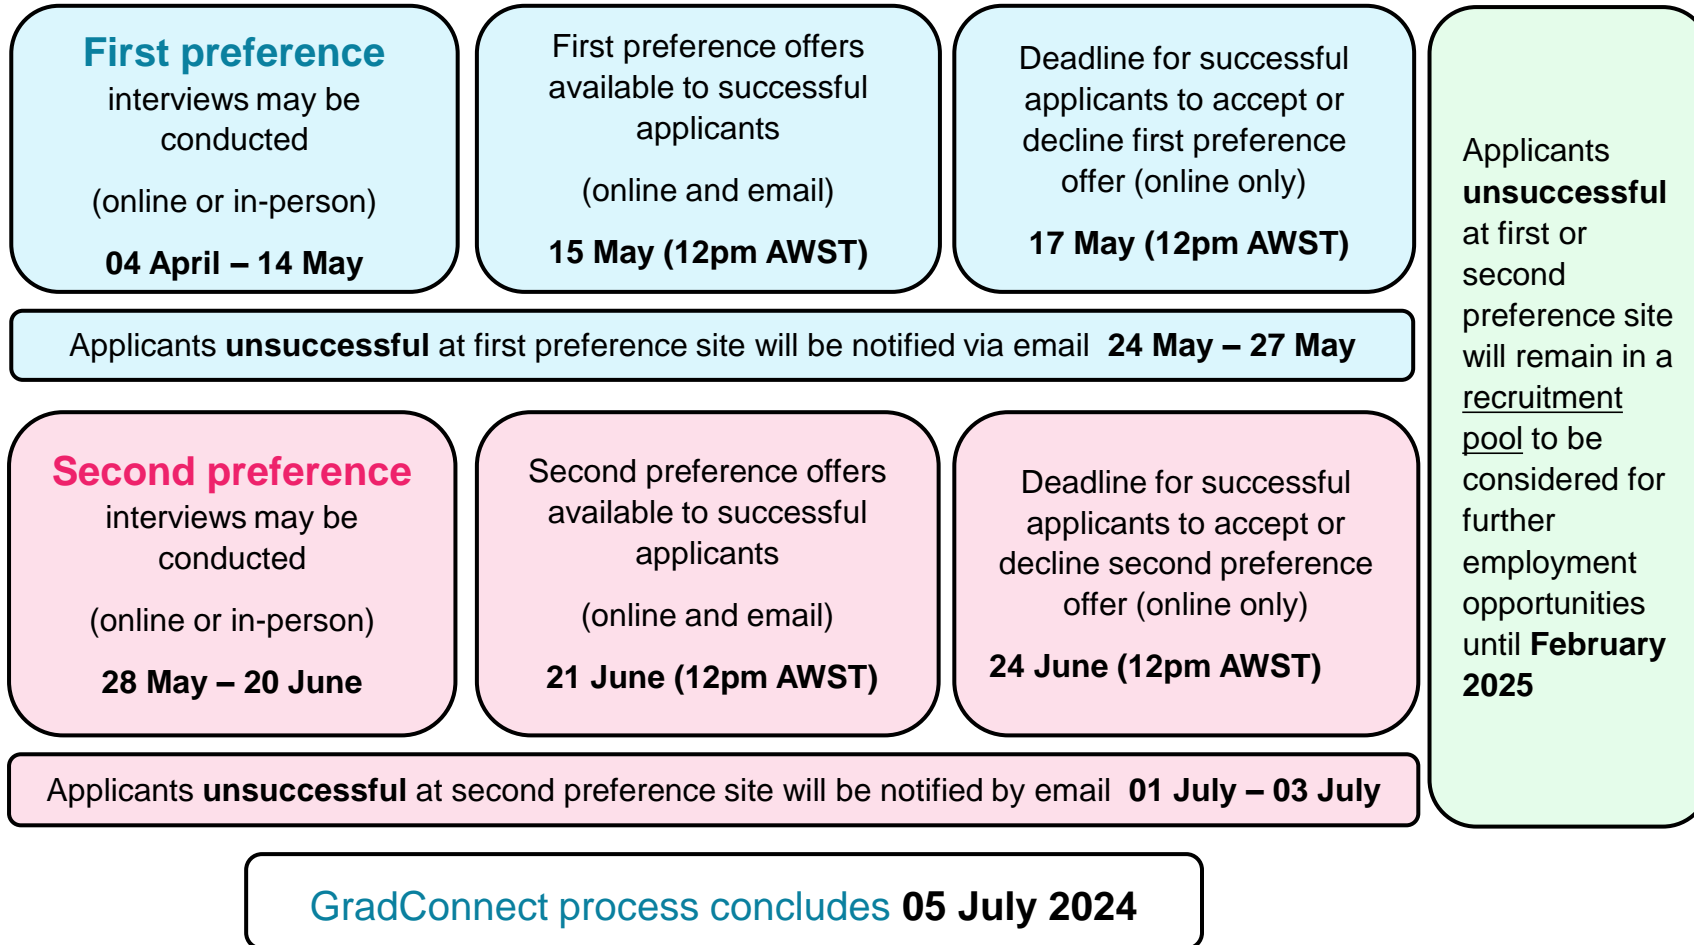 First preference
interviews may be
conducted
(online or in-person)
04 April – 14 May
First preference offers
available to successful
applicants
(online and email)
15 May (12pm AWST)
Deadline for successful
applicants to accept or
decline first preference
offer (online only)
17 May (12pm AWST)
Applicants unsuccessful at first preference site will be notified via email 24 May – 27 May
Second preference
interviews may be
conducted
(online or in-person)
28 May – 20 June
Second preference offers
available to successful
applicants
(online and email)
21 June (12pm AWST)
Deadline for successful
applicants to accept or
decline second preference
offer (online only)
24 June (12pm AWST)
Applicants unsuccessful at second preference site will be notified by email 01 July – 03 July
Applicants
unsuccessful
at first or
second
preference site
will remain in a
recruitment
pool to be
considered for
further
employment
opportunities
until February
2025
GradConnect process concludes 05 July 2024